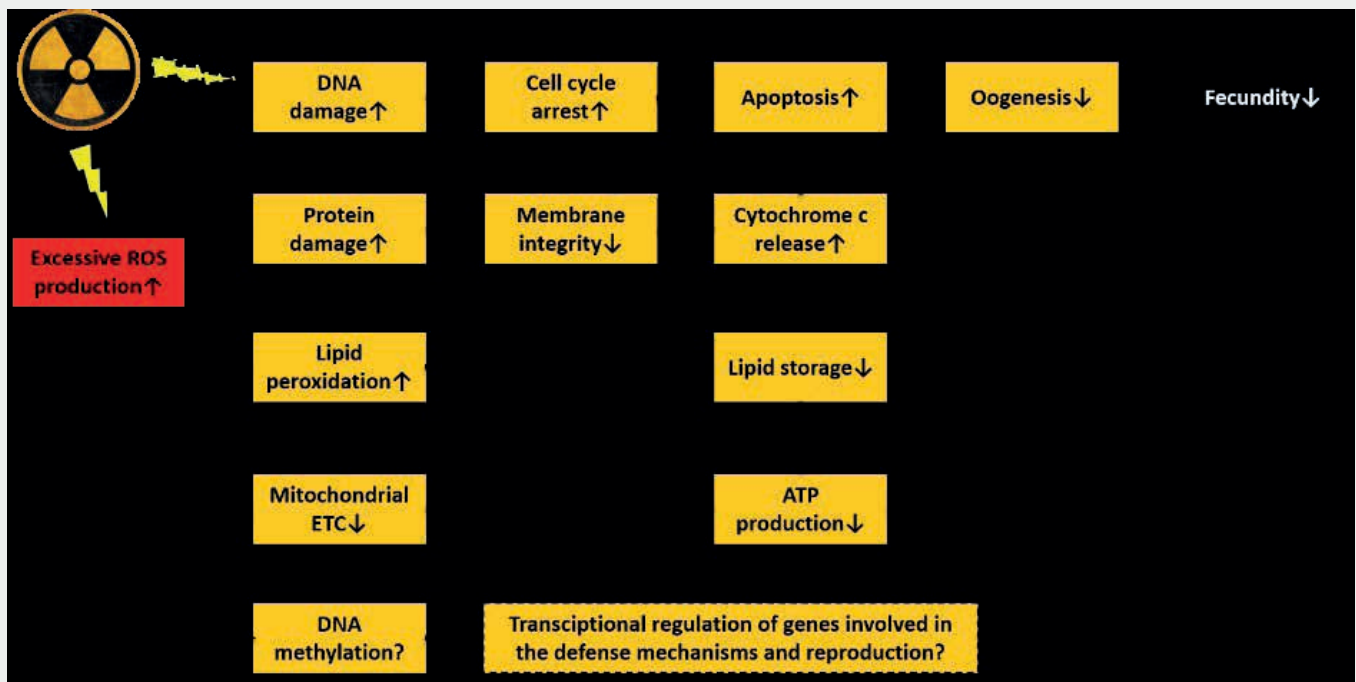 DNA
damage↑
Cell cycle
arrest↑
Apoptosis↑
Oogenesis↓
Fecundity↓
Protein
damage↑
Membrane
integrity↓
Cytochrome c
release↑
Excessive ROS
production↑
Lipid
peroxidation↑
Lipid storage↓
Mitochondrial
ETC↓
ATP
production↓
DNA
methylation?
Transciptional regulation of genes involved in
the defense mechanisms and reproduction?